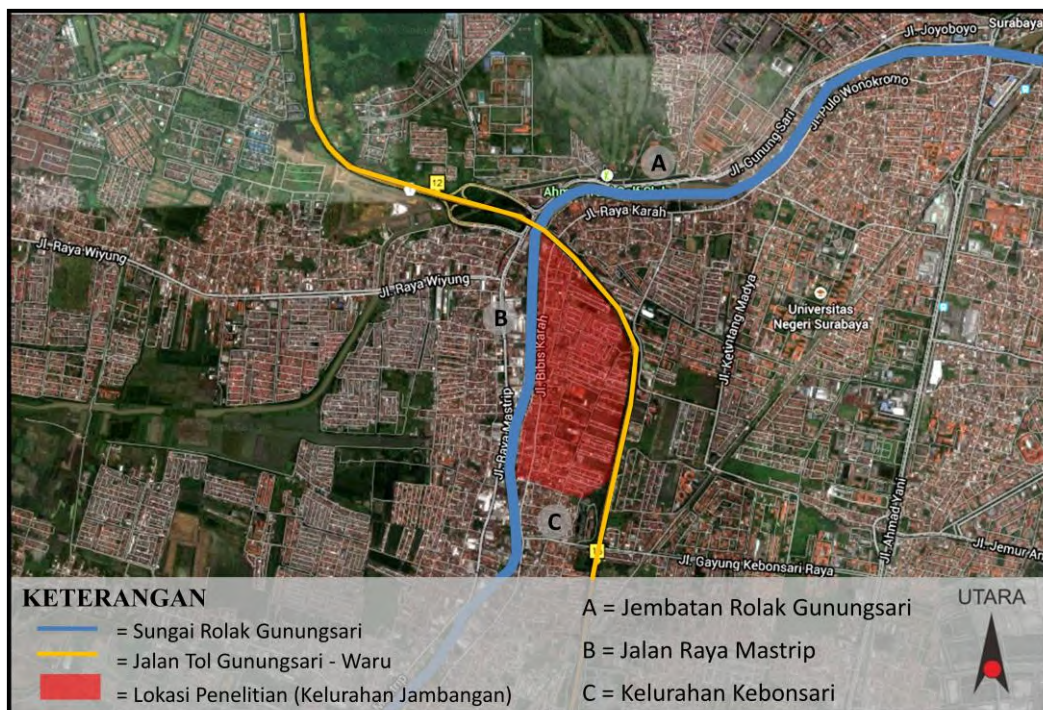 Jl. Joyoboyo
Surabaya
Jl. Pulo Wonokromo
Jl. Gunung Sari
A
12
Jl. Raya Karah
Jl. Raya Wiyung
Jl. Raya Wiyung
B
Jl. Bibis Karah
Jl. Ketintang Madya
Universitas
Negeri Surabaya
Jl. Raya Mastrip
C
Jl. Ahmad Yani
Jl. Gayung Kebonsari Raya
KETERANGAN
= Sungai Rolak Gunungsari
= Jalan Tol Gunungsari - Waru
= Lokasi Penelitian (Kelurahan Jambangan)
A = Jembatan Rolak Gunungsari
B = Jalan Raya Mastrip
C = Kelurahan Kebonsari
UTARA